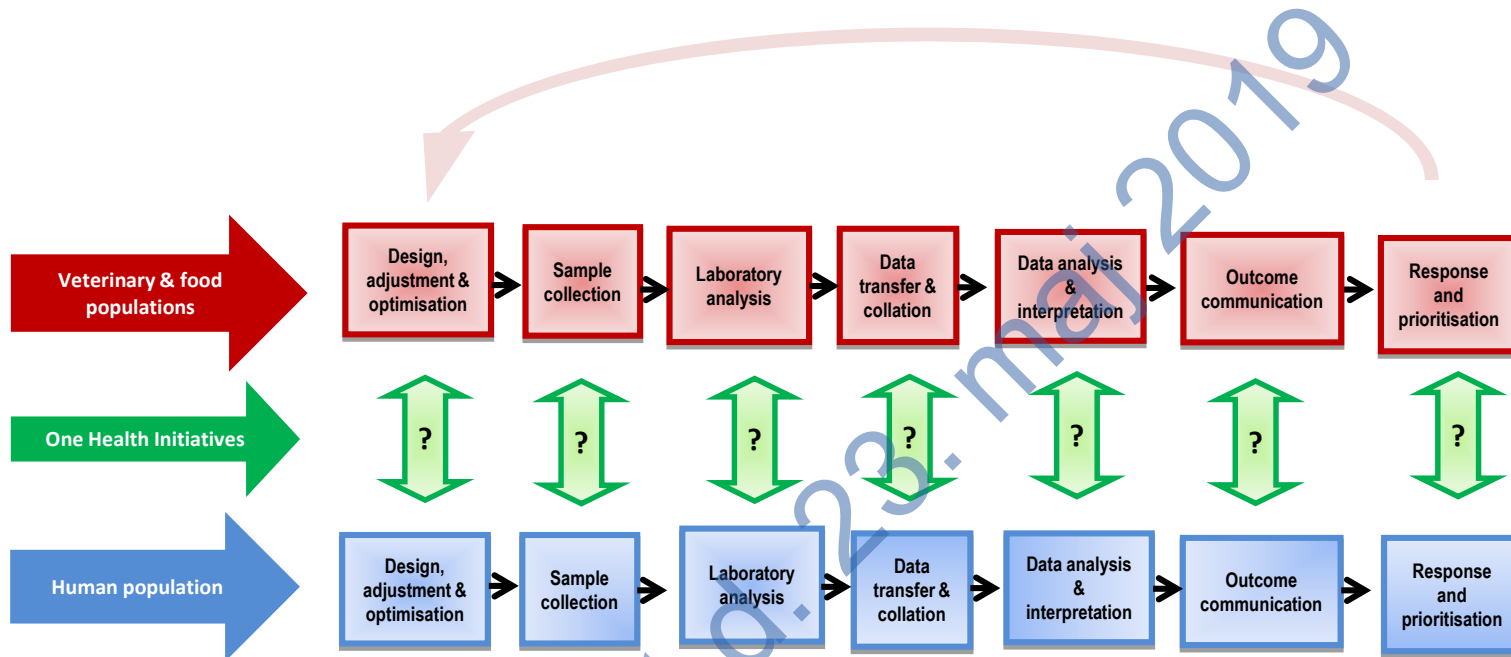 Veterinary & food
populations
Design,
adjustment &
optimisation
Sample
collection
Laboratory
analysis
Data
transfer &
collation
Data analysis
&
interpretation
Outcome
communication
Response
and
prioritisation
One Health Initiatives
?
?
?
?
?
?
?
Human population
Design,
adjustment &
optimisation
Sample
collection
Laboratory
analysis
Data
transfer &
collation
Data analysis
&
interpretation
Outcome
communication
Response
and
prioritisation
d. 23. maj 2019